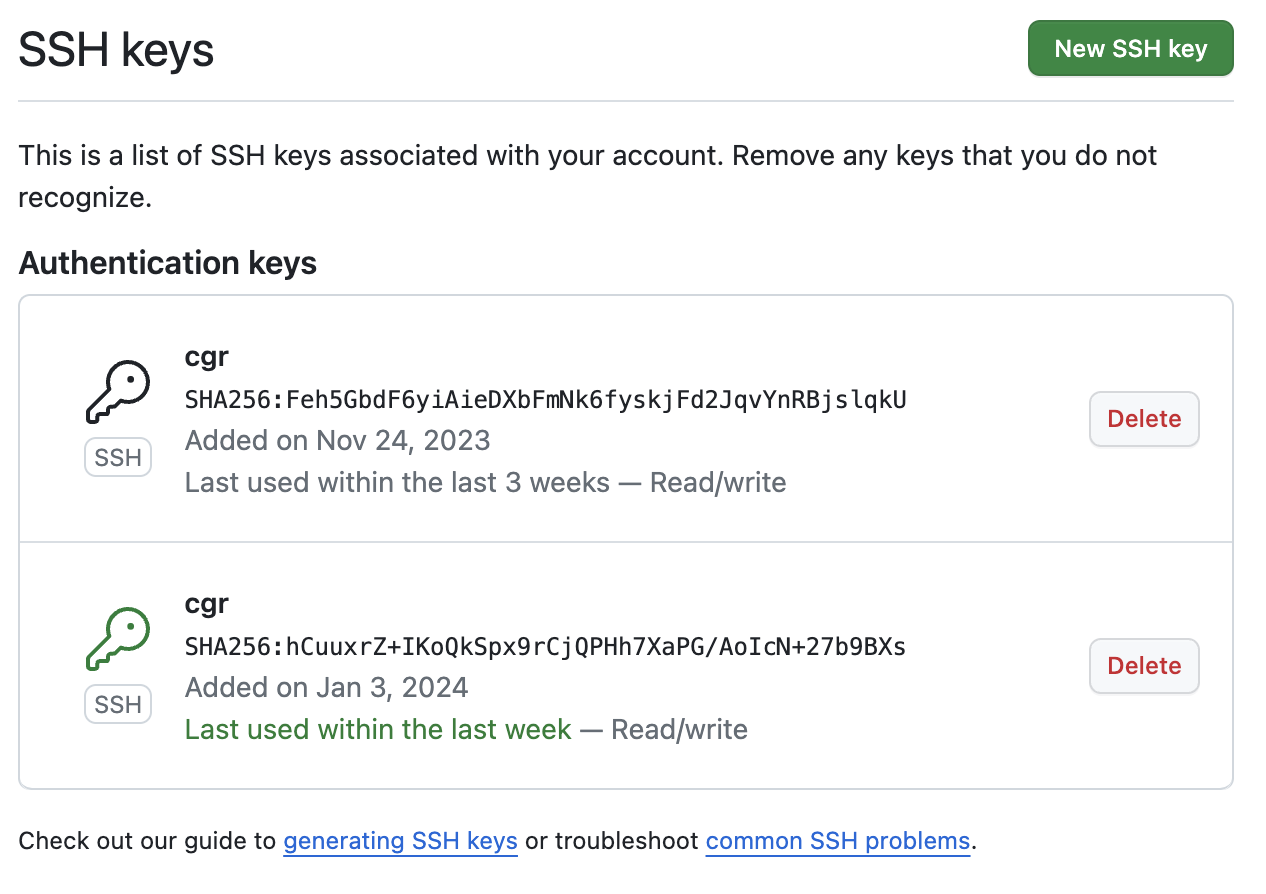 SSH keys
New SSH key
This is a list of SSH keys associated with your account. Remove any keys that you do not
recognize.
Authentication keys
cgr
SHA256:Feh5GbdF6yiAieDXbFmNk6fyskjFd2JqvYnRBjslqkU
Added on Nov 24, 2023
Last used within the last 3 weeks — Read/write
SSH
Delete
cgr
SHA256:hCuuxrZ+IKoQkSpx9rCjQPHh7XaPG/AoIcN+27b9BXs
Added on Jan 3, 2024
Last used within the last week — Read/write
SSH
Delete
Check out our guide to generating SSH keys or troubleshoot common SSH problems.